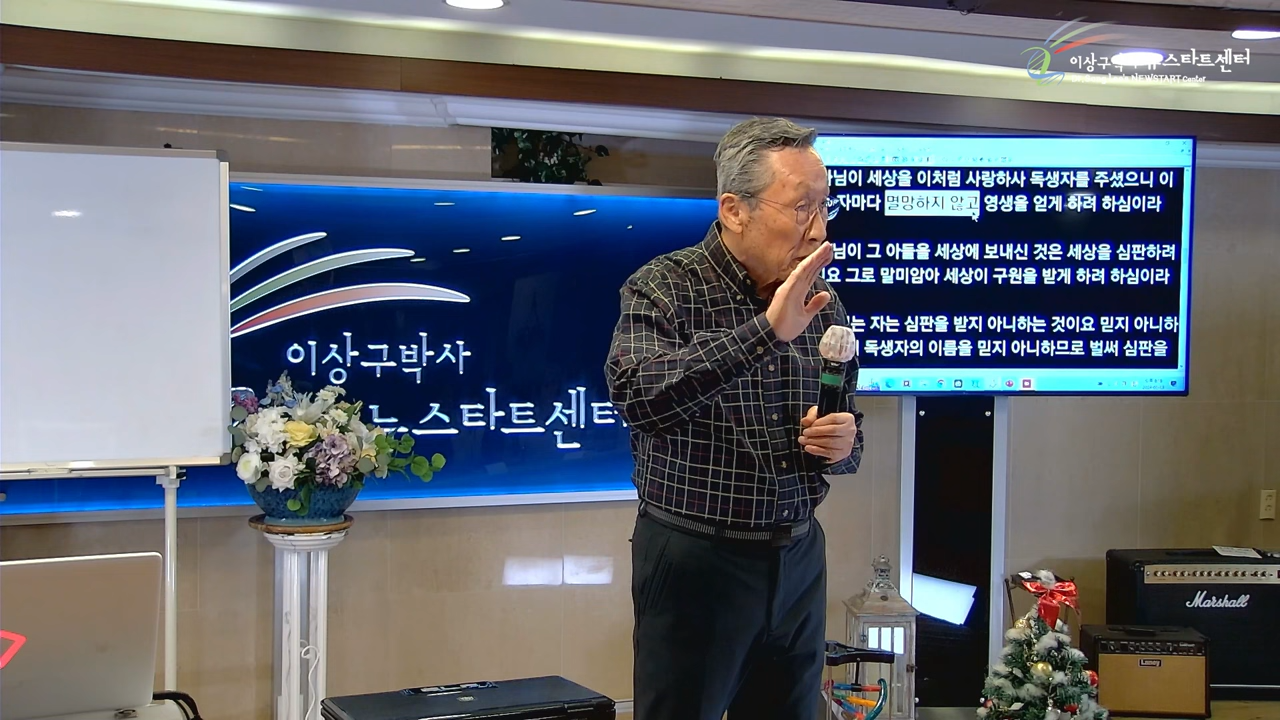 이상구박사 뉴스타트센터
NEWSTART Center
이상구박사
뉴스타트센터
님이 세상을 이처럼 사랑하사 독생자를 주셨으니 이
자마다 멸망하지 않고 영생을 얻게 하려 하심이라
님이 그 아들을 세상에 보내신 것은 세상을 심판하려
요 그로 말미암아 세상이 구원을 받게 하려 하심이라
는 자는 심판을 받지 아니하는 것이요 믿지 아니하
독생자의 이름을 믿지 아니하므로 벌써 심판을
Marshall
Laney